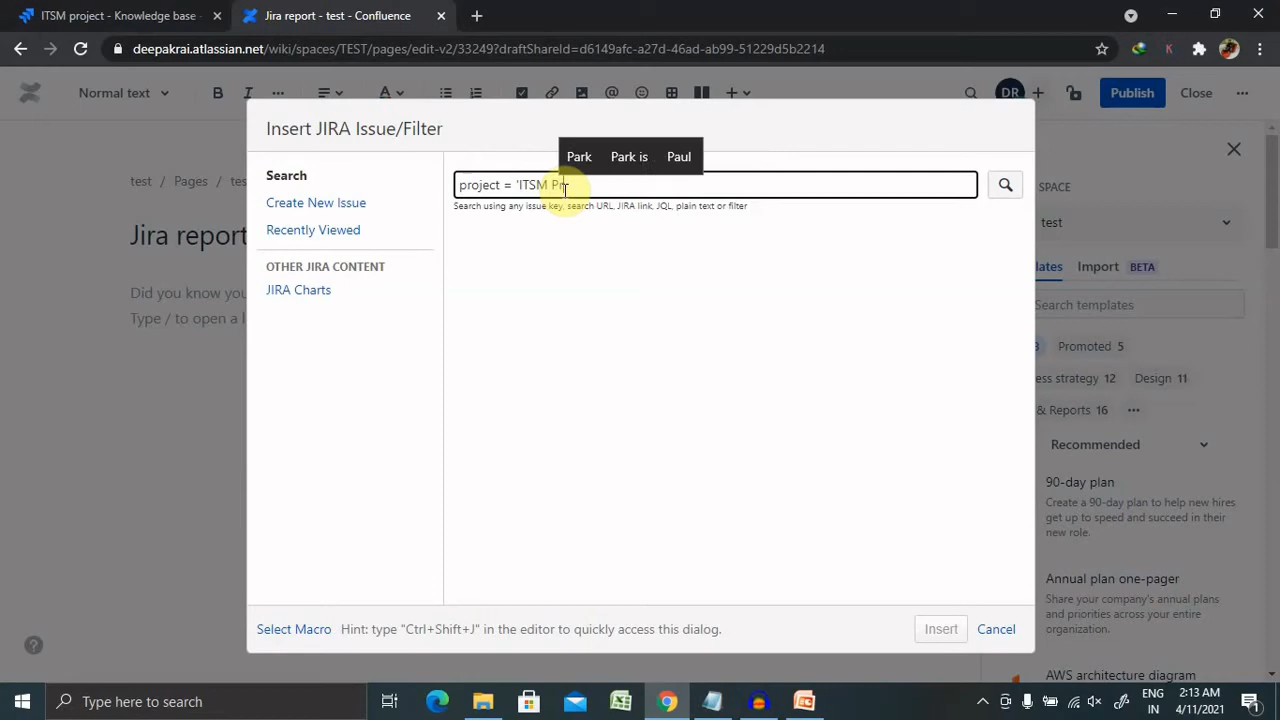 ITSM project - Knowledge base -
Jira report - test - Confluence
deepakrai.atlassian.net/wiki/spaces/TEST/pages/edit-v2/33249?draftShareId=d6149afc-a27d-46ad-ab99-51229d5b2214
K
Normal text
B I A @
DR
Publish
Close
Insert JIRA Issue/Filter
Park Park is Paul
Search
Create New Issue
Recently Viewed
OTHER JIRA CONTENT
JIRA Charts
project = 'ITSM Pr
Search using any issue key, search URL, JIRA link, JQL, plain text or filter
Select Macro
Hint: type "Ctrl+Shift+J" in the editor to quickly access this dialog.
Insert
Cancel
test / Pages /
Jira report
Did you know you
Type / to open a
SPACE
test
Import BETA
Search templates
Promoted 5
12 Design 11
& Reports 16
Recommended
90-day plan
Create a 90-day plan to help new hires
get up to speed and succeed in their
new role.
Annual plan one-pager
Share your company's annual plans
and priorities across your entire
organization.
AWS architecture diagram
Type here to search
ENG
IN
2:13 AM
4/11/2021
1